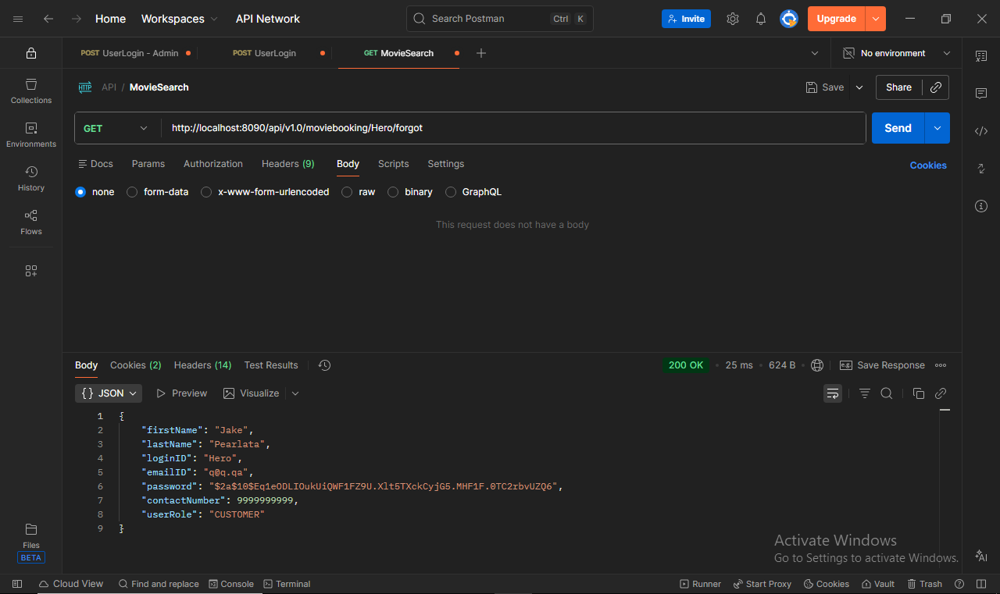 Home Workspaces API Network Search Postman Ctrl K Invite Upgrade
POST UserLogin - Admin POST UserLogin GET MovieSearch No environment
HTTP API / MovieSearch Save Share
GET http://localhost:8090/api/v1.0/moviebooking/Hero/forgot Send
Docs Params Authorization Headers (9) Body Scripts Settings Cookies
none form-data x-www-form-urlencoded raw binary GraphQL
This request does not have a body
Collections
Environments
History
Flows
Body Cookies (2) Headers (14) Test Results 200 OK 25 ms 624 B e.g. Save Response
{} JSON Preview Visualize
1 {
2 "firstName": "Jake",
3 "lastName": "Pearlata",
4 "loginID": "Hero",
5 "emailID": "q@q.qa",
6 "password": "$2a$10$Eq1eODLIOukUiQWF1FZ9U.Xlt5TXckCyjG5.MHF1F.0TC2rbvUZQ6",
7 "contactNumber": 9999999999,
8 "userRole": "CUSTOMER"
9 }
Files
BETA
Activate Windows
Go to Settings to activate Windows.
AI
Cloud View Find and replace Console Terminal Runner Start Proxy Cookies Vault Trash